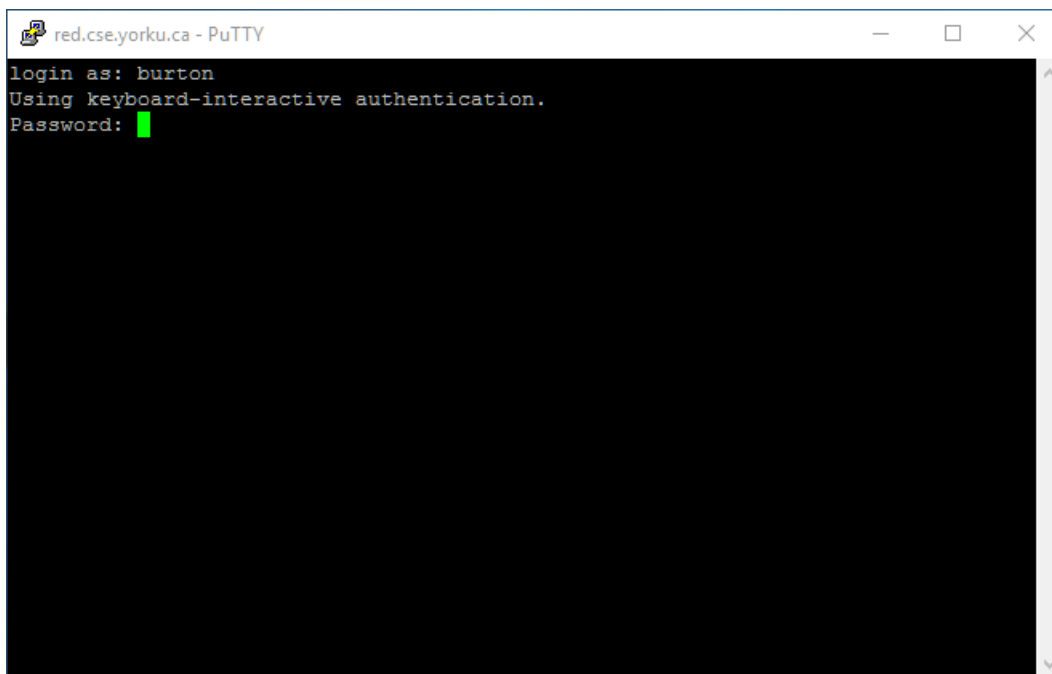 red.cse.yorku.ca - PuTTY
login as: burton
Using keyboard-interactive authentication.
Password: